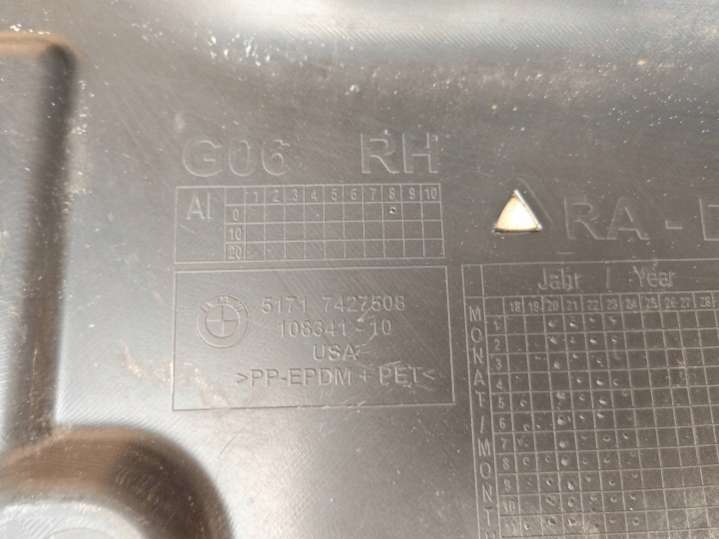 G06 RH
AI 1 2 3 4 5 6 7 8 9 10
0
10
20
RA - D
5171 7427508
108341 - 10
USA
>PP-EPDM + PET<
Jahr / Year
18 19 20 21 22 23 24 25 26 27 28
MONAT/MONT
1
2
3
4
5
6
7
8
9
10
11